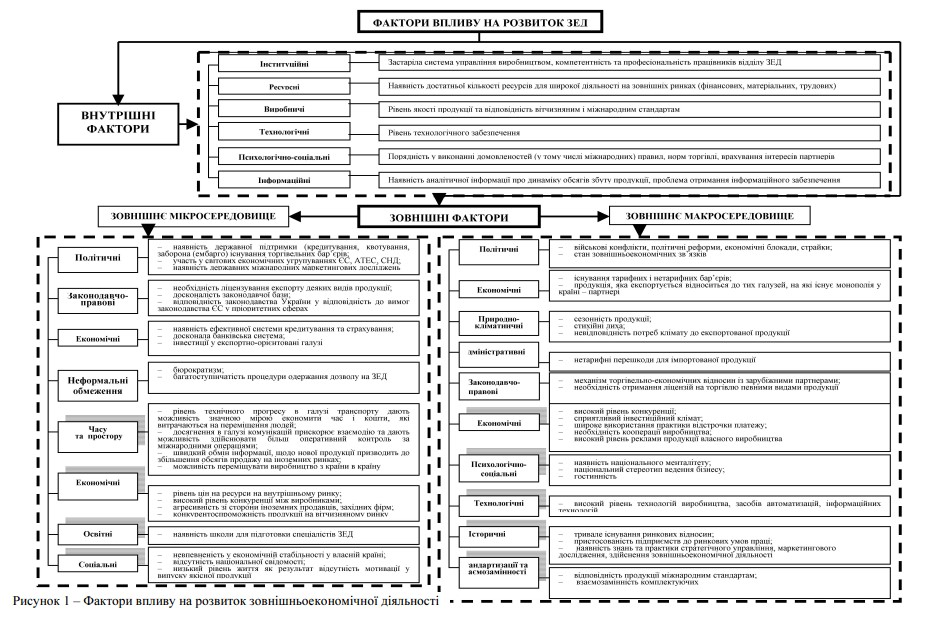 ФАКТОРИ ВПЛИВУ НА РОЗВИТОК ЗЕД
ВНУТРІШНІ
ФАКТОРИ
Інституційні
Застаріла система управління виробництвом, компетентність та професіональність працівників відділу ЗЕД
Ресурсні
Наявність достатньої кількості ресурсів для широкої діяльності на зовнішніх ринках (фінансових, матеріальних, трудових)
Виробничі
Рівень якості продукції та відповідність вітчизняним и міжнародним стандартам
Технологічні
Рівень технологічного забезпечення
Психологічно-соціальні
Порядність у виконанні домовленостей (у тому числі міжнародних) правил, норм торгівлі, врахування інтересів партнерів
Інформаційні
Наявність аналітичної інформації про динаміку обсягів збуту продукції, проблема отримання інформаційного забезпечення
ЗОВНІШНЄ МІКРОСЕРЕДОВИЩЕ
ЗОВНІШНІ ФАКТОРИ
ЗОВНІШНЄ МАКРОСЕРЕДОВИЩЕ
Політичні
– наявність державної підтримки (кредитування, квотування,
заборона (ембарго) існування торгівельних бар’єрів;
– участь у світових економічних угрупуваннях ЄС, АТЕС, СНД;
– наявність державних міжнародних маркетингових досліджень
Законодавчо-
правові
– необхідність ліцензування експорту деяких видів продукції;
– досконалість законодавчої бази;
– відповідність законодавства України у відповідність до вимог
законодавства ЄС у пріоритетних сферах
Економічні
– наявність ефективної системи кредитування та страхування;
– досконала банківська система;
– інвестиції у експортно-орієнтовані галузі
Неформальні
обмеження
– бюрократизм;
– багатоступичатість процедури одержання дозволу на ЗЕД
Часу
та простору
– рівень технічного прогресу в галузі транспорту дають
можливість значною мірою економити час і кошти, які
витрачаються на переміщення людей;
– досягнення в галузі комунікації прискорює взаємодію та дають
можливість здійснювати більш оперативний контроль за
міжнародними операціями;
– швидкий обмін інформації, щодо нової продукції призводить до
збільшення обсягів продажу на іноземних ринках;
– можливість переміщувати виробництво з країни в країну
Економічні
– рівень цін на ресурси на внутрішньому ринку;
– високий рівень конкуренції між виробниками;
– агресивність зі сторони іноземних продавців, західних фірм;
– конкурентоспроможність продукції на вітчизняному ринку
Освітні
– наявність школи для підготовки спеціалістів ЗЕД
Соціальні
– невпевненість у економічній стабільності у власній країні;
– відсутність національної свідомості;
– низький рівень життя як результат відсутність мотивації у
випуску якісної продукції
Політичні
– військові конфлікти, політичні реформи, економічні блокади, страйки;
– стан зовнішньоекономічних зв’язків
Економічні
– існування тарифних і нетарифних бар’єрів;
– продукція, яка експортується відноситься до тих галузей, на які існує монополія у
країні – партнері
Природно-
кліматичничі
– сезонність продукції;
– стихійні лиха;
– невідповідність потреб клімату до експортованої продукції
дміністративні
– нетарифні перешкоди для імпортованої продукції
Законодавчо-
правові
– механізм торгівельно-економічних відносин із зарубіжними партнерами;
– необхідність отримання ліцензій на торгівлю певними видами продукції
Економічні
– високий рівень конкуренції;
– сприятливий інвестиційний клімат;
– широке використання практики відстрочки платежу;
– необхідність кооперації виробництва;
– високий рівень реклами продукції власного виробництва
Психологічно-
соціальні
– наявність національного менталітету;
– національний стереотип ведення бізнесу;
– гостинність
Технологічні
– високий рівень технологій виробництва, засобів автоматизацій, інформаційних
технологій
Історичні
– тривале існування ринкових відносин;
– пристосованість підприємств до ринкових умов праці;
– наявність знань та практики стратегічного управління, маркетингового
дослідження, здійснення зовнішньоекономічної діяльності
андартизації та
аємозамінності
– відповідність продукції міжнародним стандартам;
– взаємозамінність комплектуючих
Рисунок 1 – Фактори впливу на розвиток зовнішньоекономічної діяльності